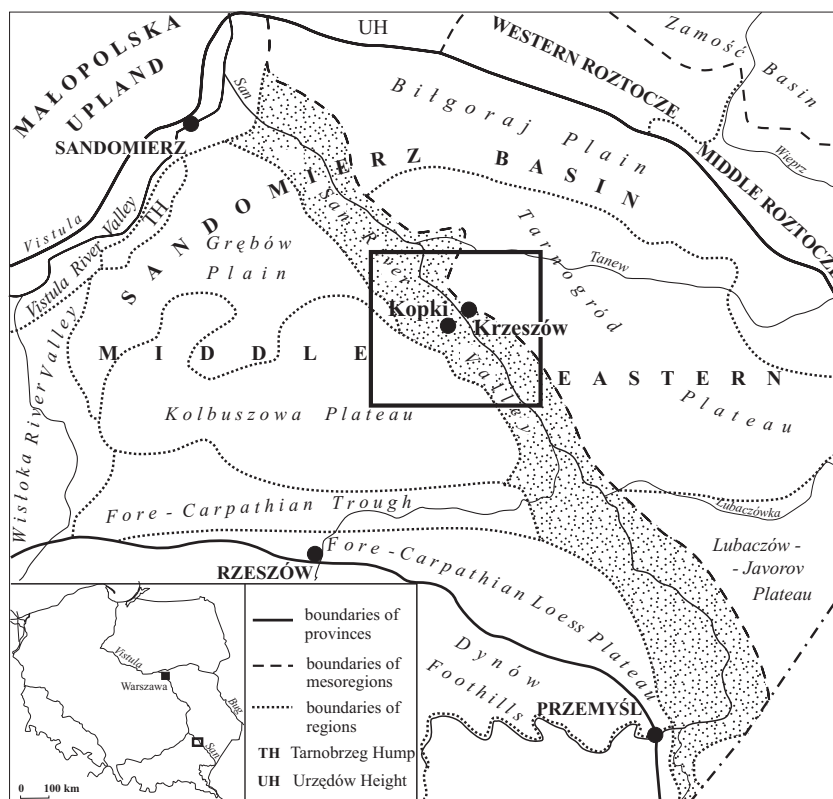 MAŁOPOLSKA
UPLAND
UH
WESTERN ROZTOCZE
Zamość Basin
San
Biłgoraj Plain
SANDOMIERZ
MIDDLE ROZTOCZE
Wieprz
SANDOMIERZ BASIN
Vistula
Vistula River Valley
TH
Grębów
Plain
San River Valley
Tarnogród
Plateau
Tanew
Kopki
Krzeszów
MIDDLE
EASTERN
Wisłoka River Valley
Kolbuszowa Plateau
Fore-Carpathian Trough
Lubaczówka
RZESZÓW
Fore-Carpathian Loess Plateau
Lubaczów -
- Javorov
Plateau
Dynów
Foothills
PRZEMYŚL
Vistula
Warszawa
Bug
San
0 100 km
boundaries of
provinces
boundaries of
mesoregions
boundaries of
regions
TH Tarnobrzeg Hump
UH Urzędów Height